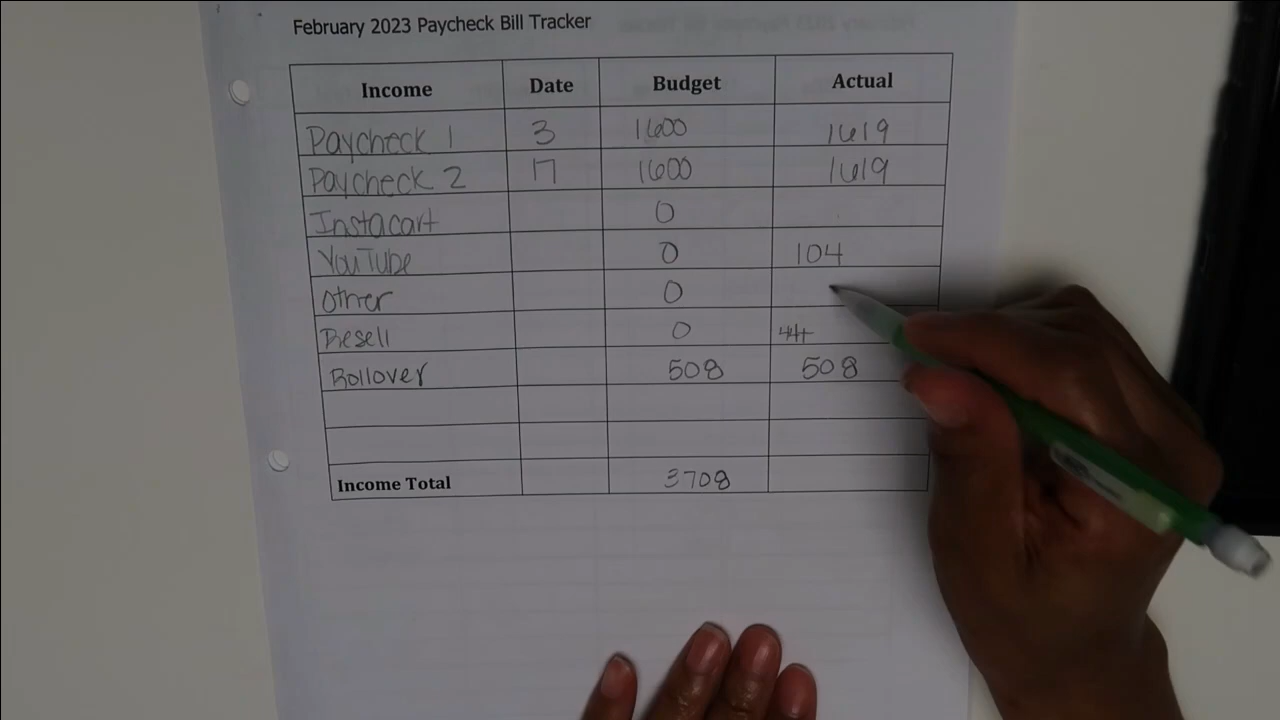 February 2023 Paycheck Bill Tracker
Income Date Budget Actual
Paycheck 1 3 1600 1619
Paycheck 2 17 1600 1619
Instacart 0
YouTube 0 104
Other 0
Resell 0 44+
Rollover 508 508
Income Total 3708